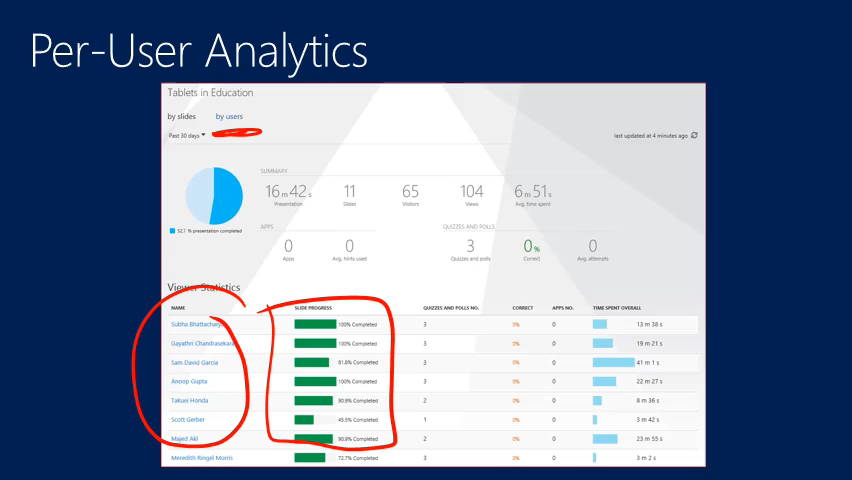 Per-User Analytics
Tablets in Education
by slides by users
Past 30 days last updated at 4 minutes ago
SUMMARY
16 m 42 s 11 65 104 6 m 51 s
Presentation Slides Visitors Views Avg. time spent
52.1 % presentation completed
APPS QUIZZES AND POLLS
0 0 3 0 % 0
Apps Avg. hints used Quizzes and polls Correct Avg. attempts
Viewer Statistics
NAME SLIDE PROGRESS QUIZZES AND POLLS NO. CORRECT APPS NO. TIME SPENT OVERALL
Subha Bhattacharya 100% Completed 3 0% 0 13 m 38 s
Gayathri Chandrasekara 100% Completed 3 0% 0 19 m 21 s
Sam David Garcia 81.8% Completed 3 0% 0 41 m 1 s
Anoop Gupta 100% Completed 3 0% 0 22 m 27 s
Takuei Honda 90.9% Completed 2 0% 0 8 m 36 s
Scott Gerber 45.5% Completed 1 0% 0 3 m 42 s
Majed Akl 90.9% Completed 2 0% 0 23 m 55 s
Meredith Ringel Morris 72.7% Completed 3 0% 0 3 m 2 s